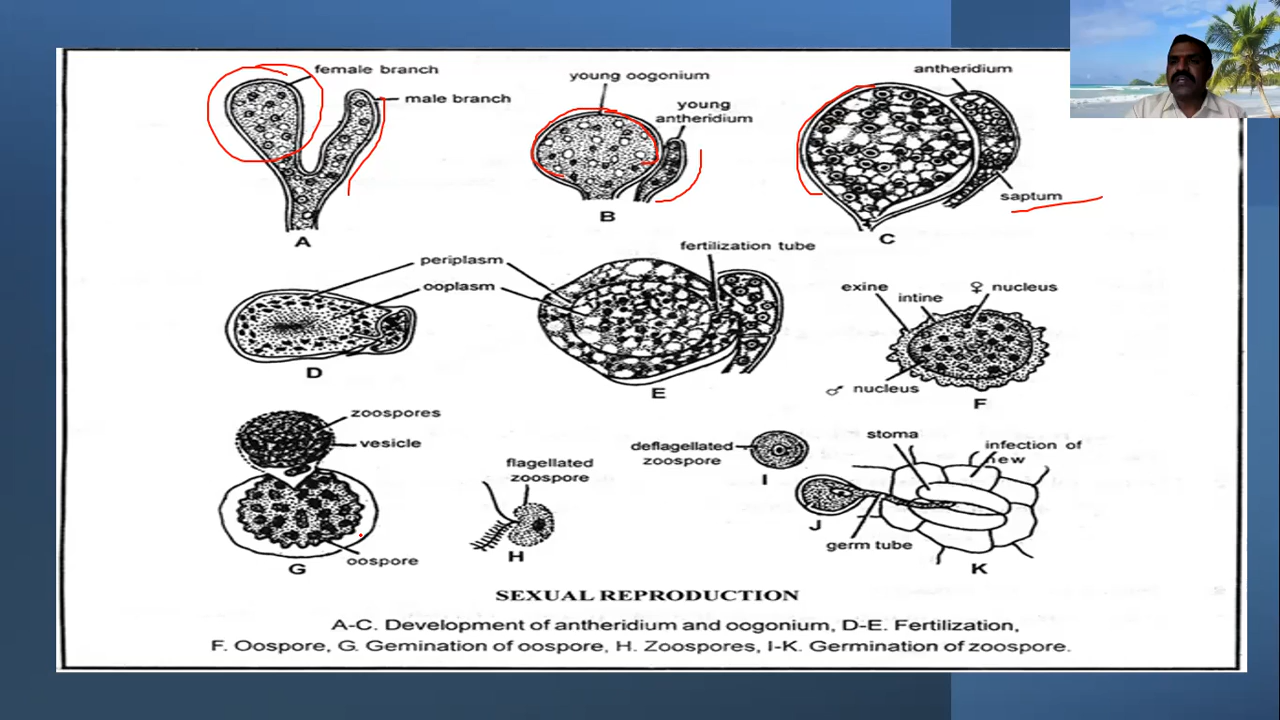 female branch
male branch
A
young oogonium
young
antheridium
B
antheridium
saptum
C
periplasm
ooplasm
D
fertilization tube
E
exine
intine
♀ nucleus
♂ nucleus
F
zoospores
vesicle
oospore
G
flagellated
zoospore
H
deflagellated
zoospore
I
stoma
infection of
J
germ tube
K
SEXUAL REPRODUCTION
A-C. Development of antheridium and oogonium, D-E. Fertilization,
F. Oospore, G. Gemination of oospore, H. Zoospores, I-K. Germination of zoospore.